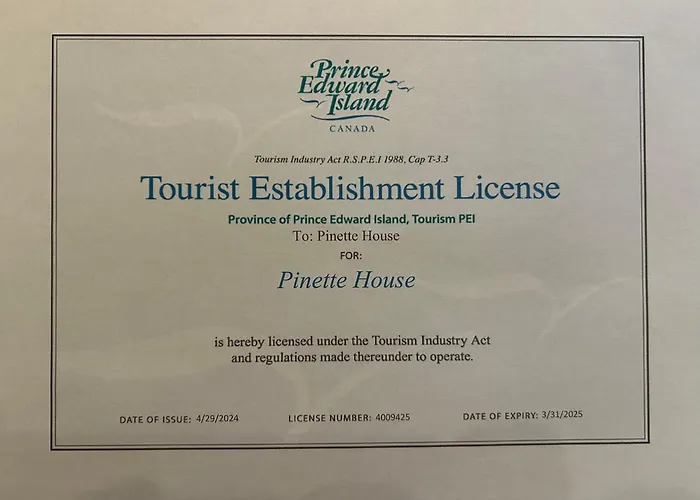 Prince
Edward
Island
CANADA
Tourism Industry Act R.S.P.E.I 1988, Cap T-3.3
Tourist Establishment License
Province of Prince Edward Island, Tourism PEI
To: Pinette House
FOR:
Pinette House
is hereby licensed under the Tourism Industry Act
and regulations made thereunder to operate.
DATE OF ISSUE: 4/29/2024 LICENSE NUMBER: 4009425 DATE OF EXPIRY: 3/31/2025